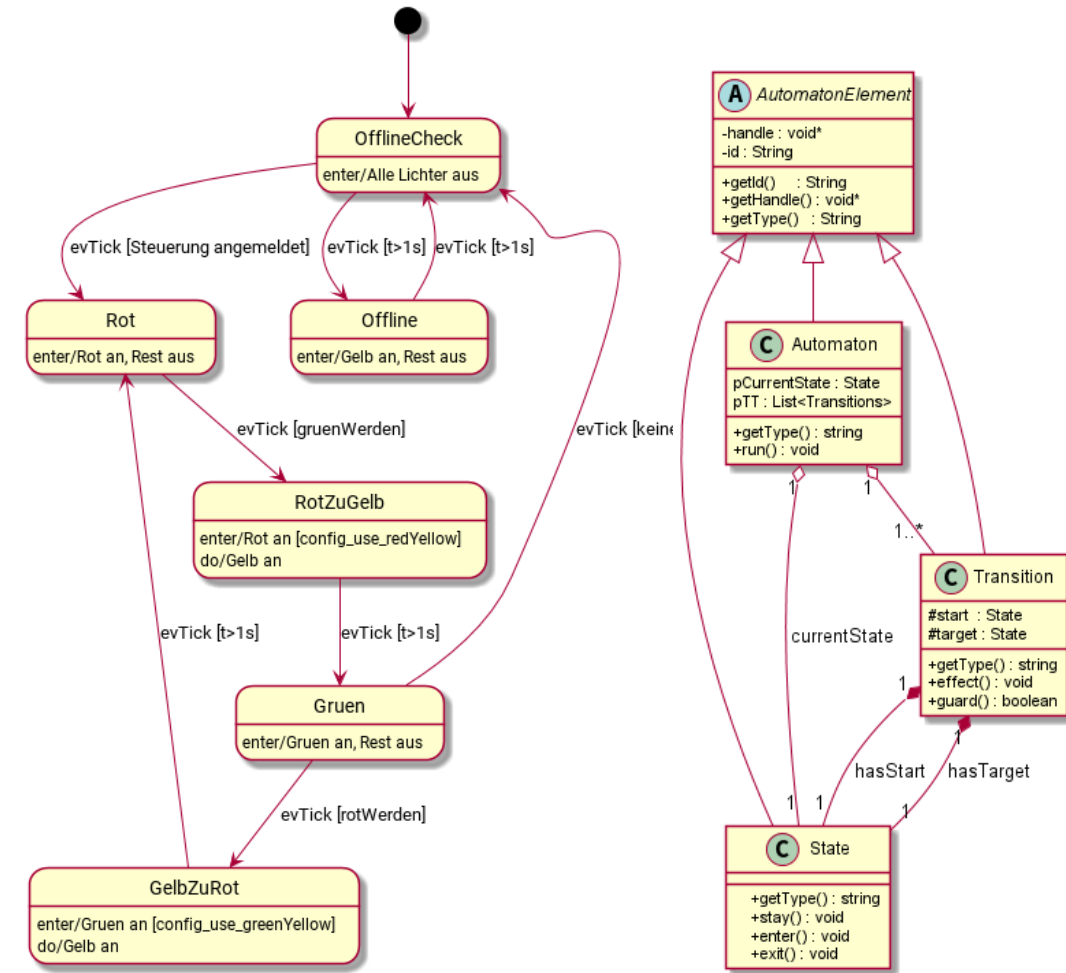 OfflineCheck
enter/Alle Lichter aus
evTick [Steuerung angemeldet]
evTick [t>1s]
evTick [t>1s]
Rot
enter/Rot an, Rest aus
Offline
enter/Gelb an, Rest aus
evTick [gruenWerden]
evTick [keine
RotZuGelb
enter/Rot an [config_use_redYellow]
do/Gelb an
evTick [t>1s]
evTick [t>1s]
Gruen
enter/Gruen an, Rest aus
evTick [rotWerden]
GelbZuRot
enter/Gruen an [config_use_greenYellow]
do/Gelb an
A AutomatonElement
-handle : void*
-id : String
+getId() : String
+getHandle() : void*
+getType() : String
C Automaton
pCurrentState : State
pTT : List<Transitions>
+getType() : string
+run() : void
1
1
1..*
C Transition
#start : State
#target : State
+getType() : string
+effect() : void
+guard() : boolean
currentState
1
1
hasStart
hasTarget
1
1
1
C State
+getType() : string
+stay() : void
+enter() : void
+exit() : void